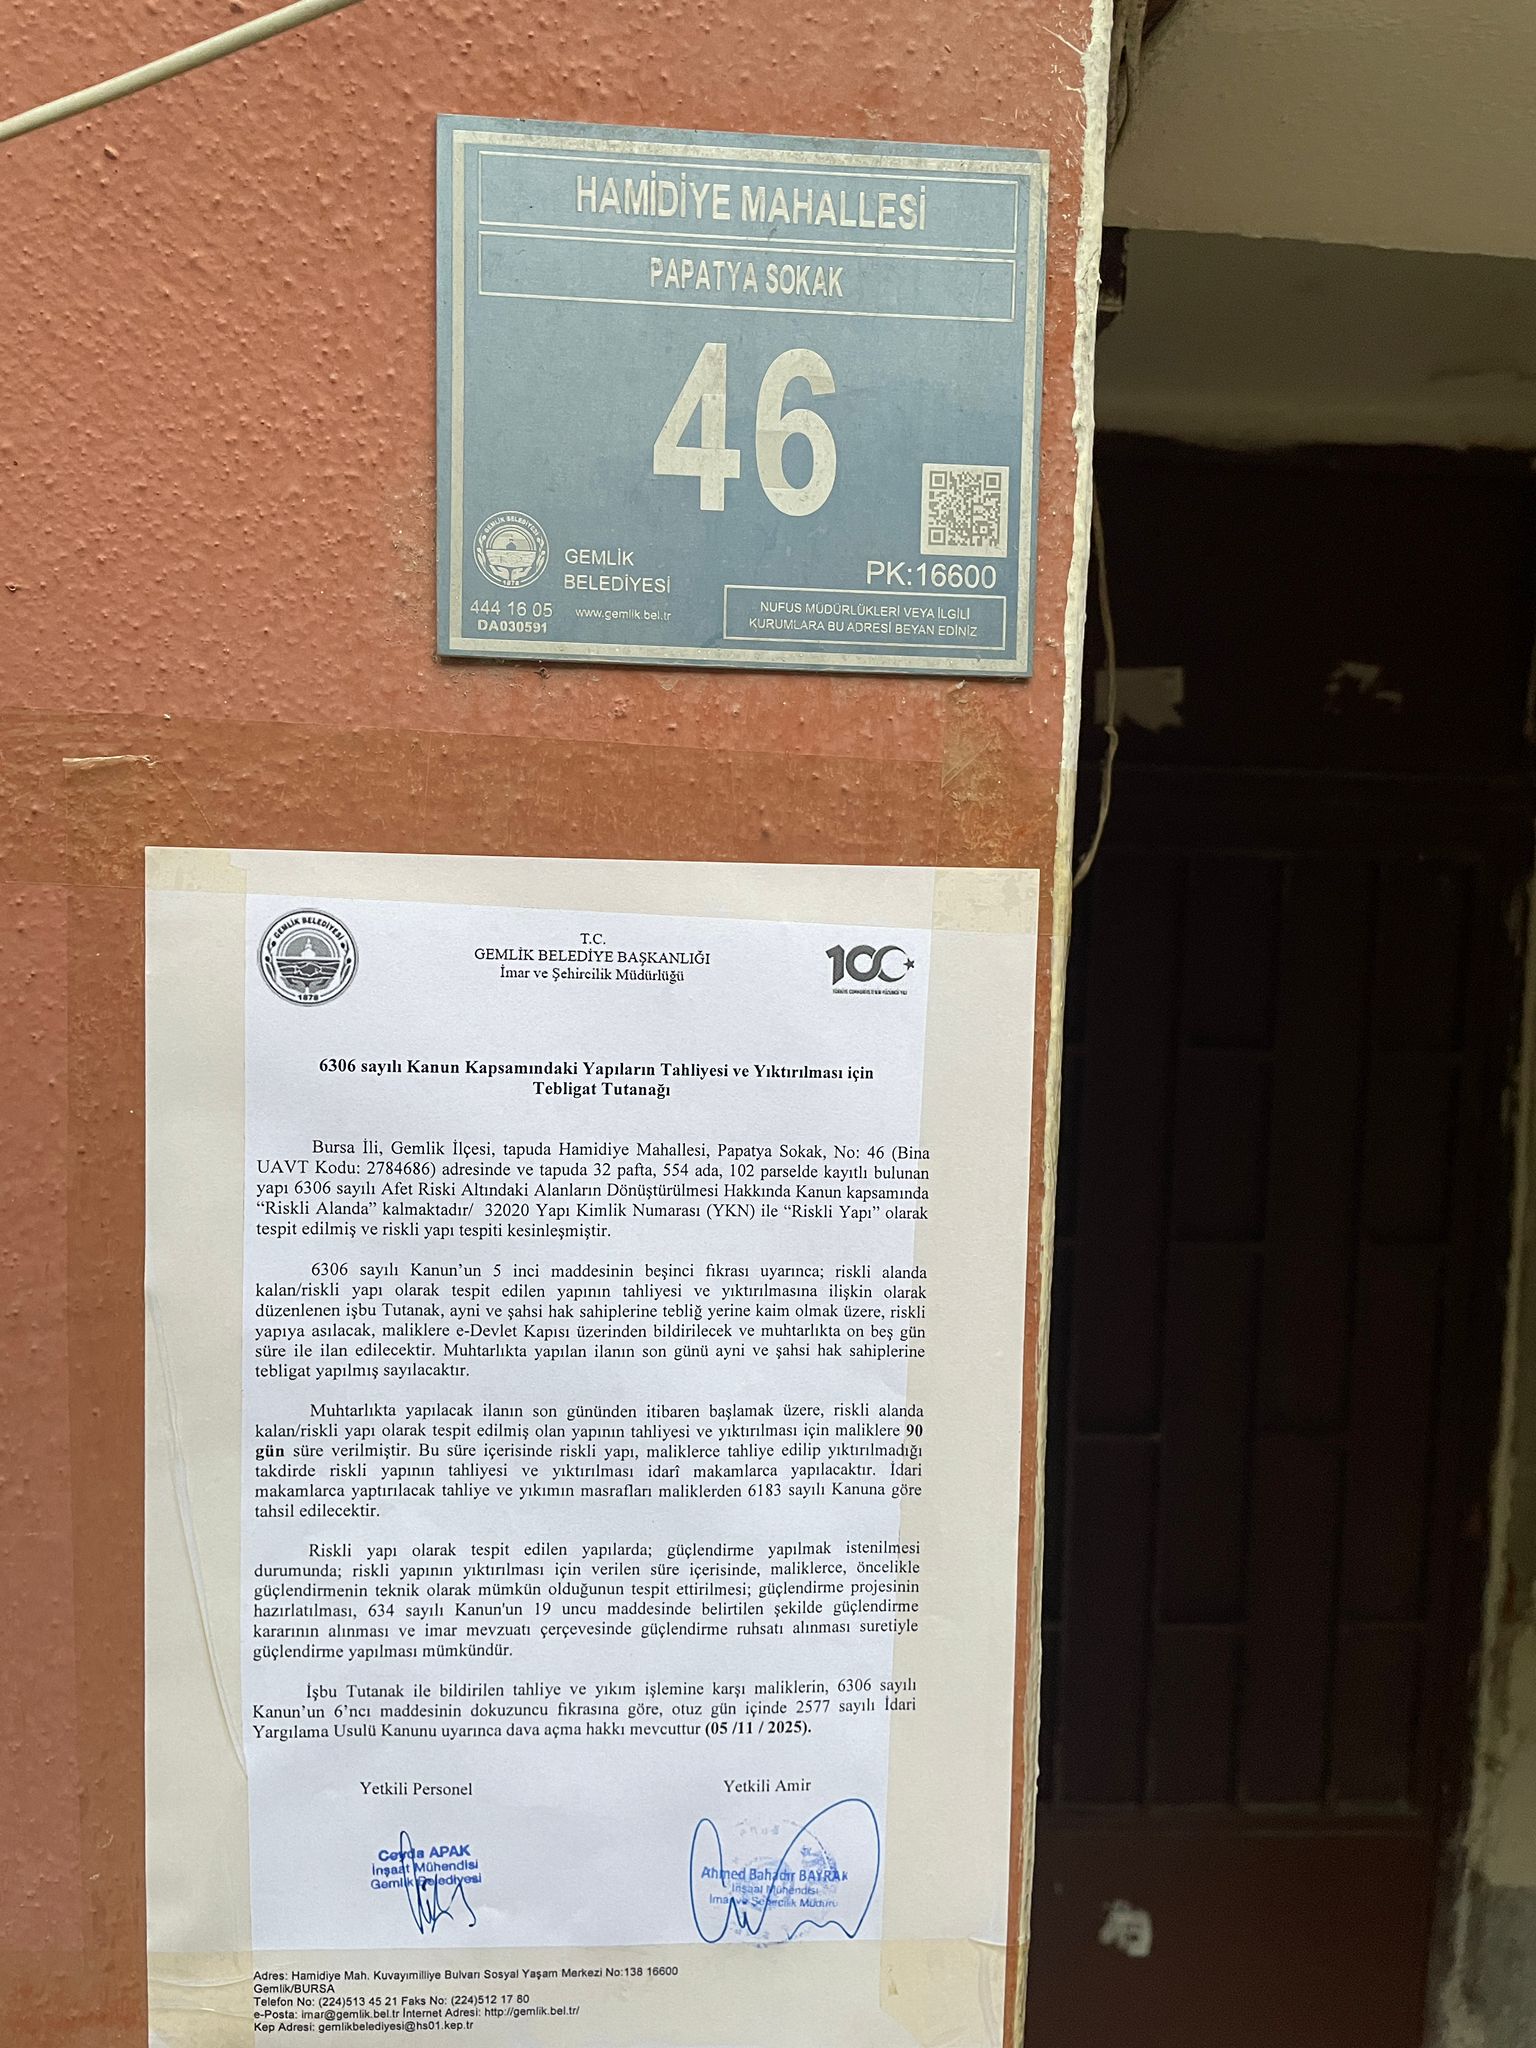 HAMİDİYE MAHALLESİ
PAPATYA SOKAK
46
GEMLİK BELEDİYESİ
1878
GEMLİK
BELEDİYESİ
PK:16600
444 16 05
www.gemlik.bel.tr
DA030591
NUFUS MÜDÜRLÜKLERİ VEYA İLGİLİ
KURUMLARA BU ADRESİ BEYAN EDİNİZ
GEMLİK BELEDİYESİ
1878
T.C.
GEMLİK BELEDİYE BAŞKANLIĞI
İmar ve Şehircilik Müdürlüğü
100
TÜRKİYE CUMHURİYETİ'NİN YÜZÜNCÜ YILI
6306 sayılı Kanun Kapsamındaki Yapıların Tahliyesi ve Yıktırılması için
Tebligat Tutanağı
Bursa İli, Gemlik İlçesi, tapuda Hamidiye Mahallesi, Papatya Sokak, No: 46 (Bina
UAVT Kodu: 2784686) adresinde ve tapuda 32 pafta, 554 ada, 102 parselde kayıtlı bulunan
yapı 6306 sayılı Afet Riski Altındaki Alanların Dönüştürülmesi Hakkında Kanun kapsamında
“Riskli Alanda” kalmaktadır/ 32020 Yapı Kimlik Numarası (YKN) ile “Riskli Yapı” olarak
tespit edilmiş ve riskli yapı tespiti kesinleşmiştir.
6306 sayılı Kanun’un 5 inci maddesinin beşinci fıkrası uyarınca; riskli alanda
kalan/riskli yapı olarak tespit edilen yapının tahliyesi ve yıktırılmasına ilişkin olarak
düzenlenen işbu Tutanak, ayni ve şahsi hak sahiplerine tebliğ yerine kaim olmak üzere, riskli
yapıya asılacak, maliklere e-Devlet Kapısı üzerinden bildirilecek ve muhtarlıkta on beş gün
süre ile ilan edilecektir. Muhtarlıkta yapılan ilanın son günü ayni ve şahsi hak sahiplerine
tebligat yapılmış sayılacaktır.
Muhtarlıkta yapılacak ilanın son gününden itibaren başlamak üzere, riskli alanda
kalan/riskli yapı olarak tespit edilmiş olan yapının tahliyesi ve yıktırılması için maliklere 90
gün süre verilmiştir. Bu süre içerisinde riskli yapı, maliklerce tahliye edilip yıktırılmadığı
takdirde riskli yapının tahliyesi ve yıktırılması idarî makamlarca yapılacaktır. İdari
makamlarca yaptırılacak tahliye ve yıkımın masrafları maliklerden 6183 sayılı Kanuna göre
tahsil edilecektir.
Riskli yapı olarak tespit edilen yapılarda; güçlendirme yapılmak istenilmesi
durumunda; riskli yapının yıktırılması için verilen süre içerisinde, maliklerce, öncelikle
güçlendirmenin teknik olarak mümkün olduğunun tespit ettirilmesi; güçlendirme projesinin
hazırlatılması, 634 sayılı Kanun'un 19 uncu maddesinde belirtilen şekilde güçlendirme
kararının alınması ve imar mevzuatı çerçevesinde güçlendirme ruhsatı alınması suretiyle
güçlendirme yapılması mümkündür.
İşbu Tutanak ile bildirilen tahliye ve yıkım işlemine karşı maliklerin, 6306 sayılı
Kanun’un 6’ncı maddesinin dokuzuncu fıkrasına göre, otuz gün içinde 2577 sayılı İdari
Yargılama Usulü Kanunu uyarınca dava açma hakkı mevcuttur (05 /11 / 2025).
Yetkili Personel
Yetkili Amir
Ceyda APAK
İnşaat Mühendisi
Gemlik Belediyesi
Ahmed Bahadır BAYRAK
İnşaat Mühendisi
İmar ve Şehircilik Müdürü
Adres: Hamidiye Mah. Kuvayımilliye Bulvarı Sosyal Yaşam Merkezi No:138 16600
Gemlik/BURSA
Telefon No: (224)513 45 21 Faks No: (224)512 17 80
e-Posta: imar@gemlik.bel.tr İnternet Adresi: http://gemlik.bel.tr/
Kep Adresi: gemlikbelediyesi@hs01.kep.tr